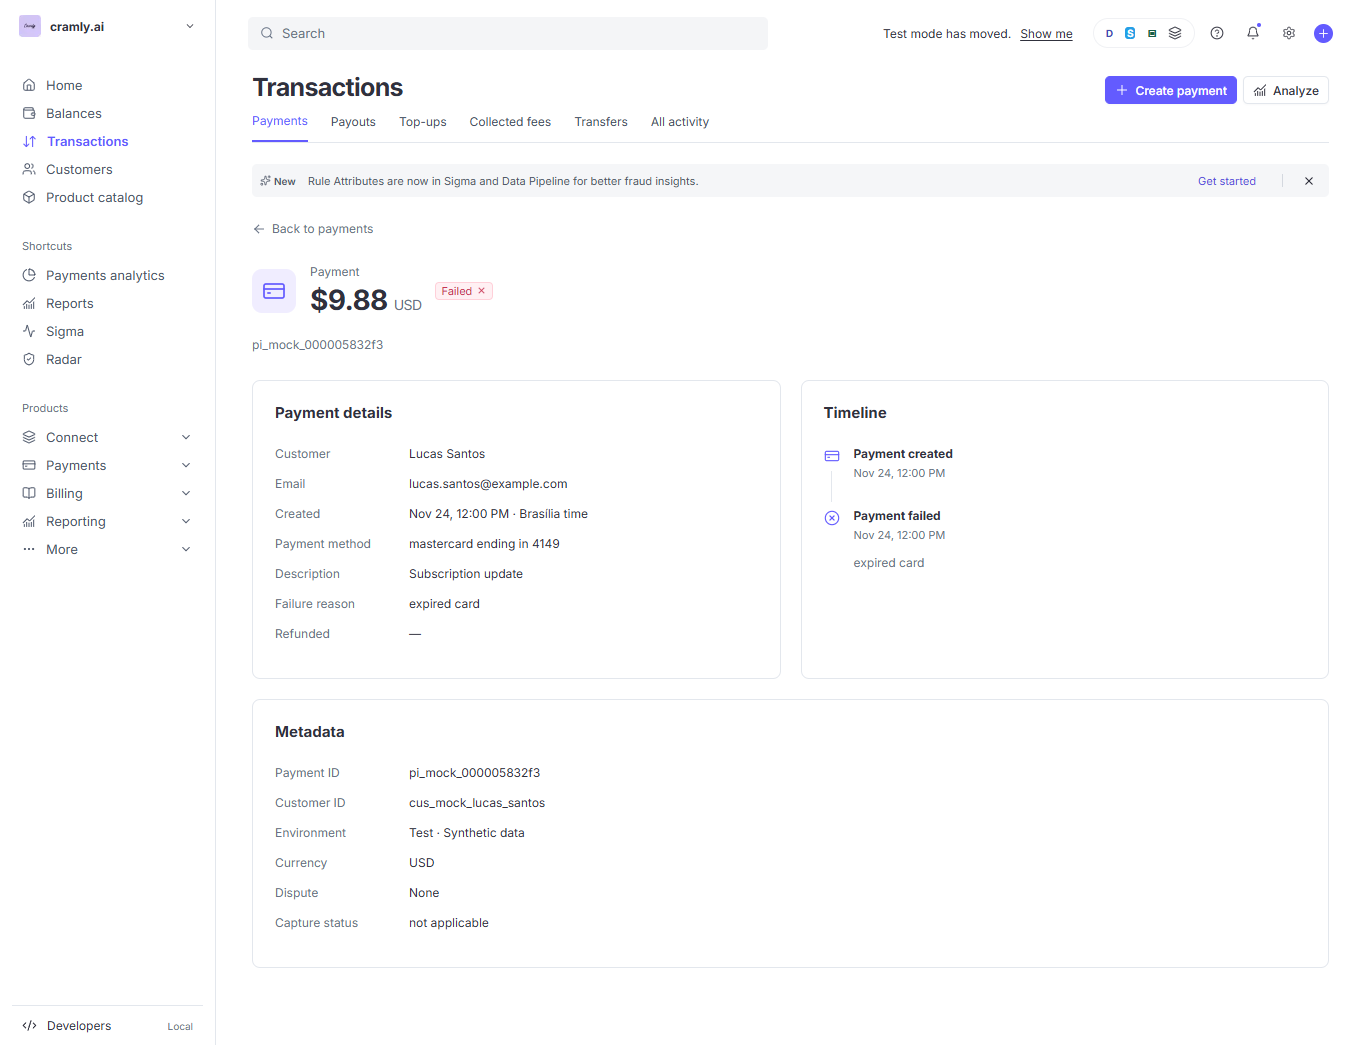 cramly.ai
Search
Test mode has moved. Show me
D S
Home
Balances
Transactions
Customers
Product catalog
Shortcuts
Payments analytics
Reports
Sigma
Radar
Products
Connect
Payments
Billing
Reporting
More
Developers Local
Transactions
Create payment
Analyze
Payments Payouts Top-ups Collected fees Transfers All activity
New Rule Attributes are now in Sigma and Data Pipeline for better fraud insights. Get started
Back to payments
Payment
$9.88 USD Failed
pi_mock_000005832f3
Payment details
Customer Lucas Santos
Email lucas.santos@example.com
Created Nov 24, 12:00 PM · Brasília time
Payment method mastercard ending in 4149
Description Subscription update
Failure reason expired card
Refunded —
Timeline
Payment created
Nov 24, 12:00 PM
Payment failed
Nov 24, 12:00 PM
expired card
Metadata
Payment ID pi_mock_000005832f3
Customer ID cus_mock_lucas_santos
Environment Test · Synthetic data
Currency USD
Dispute None
Capture status not applicable